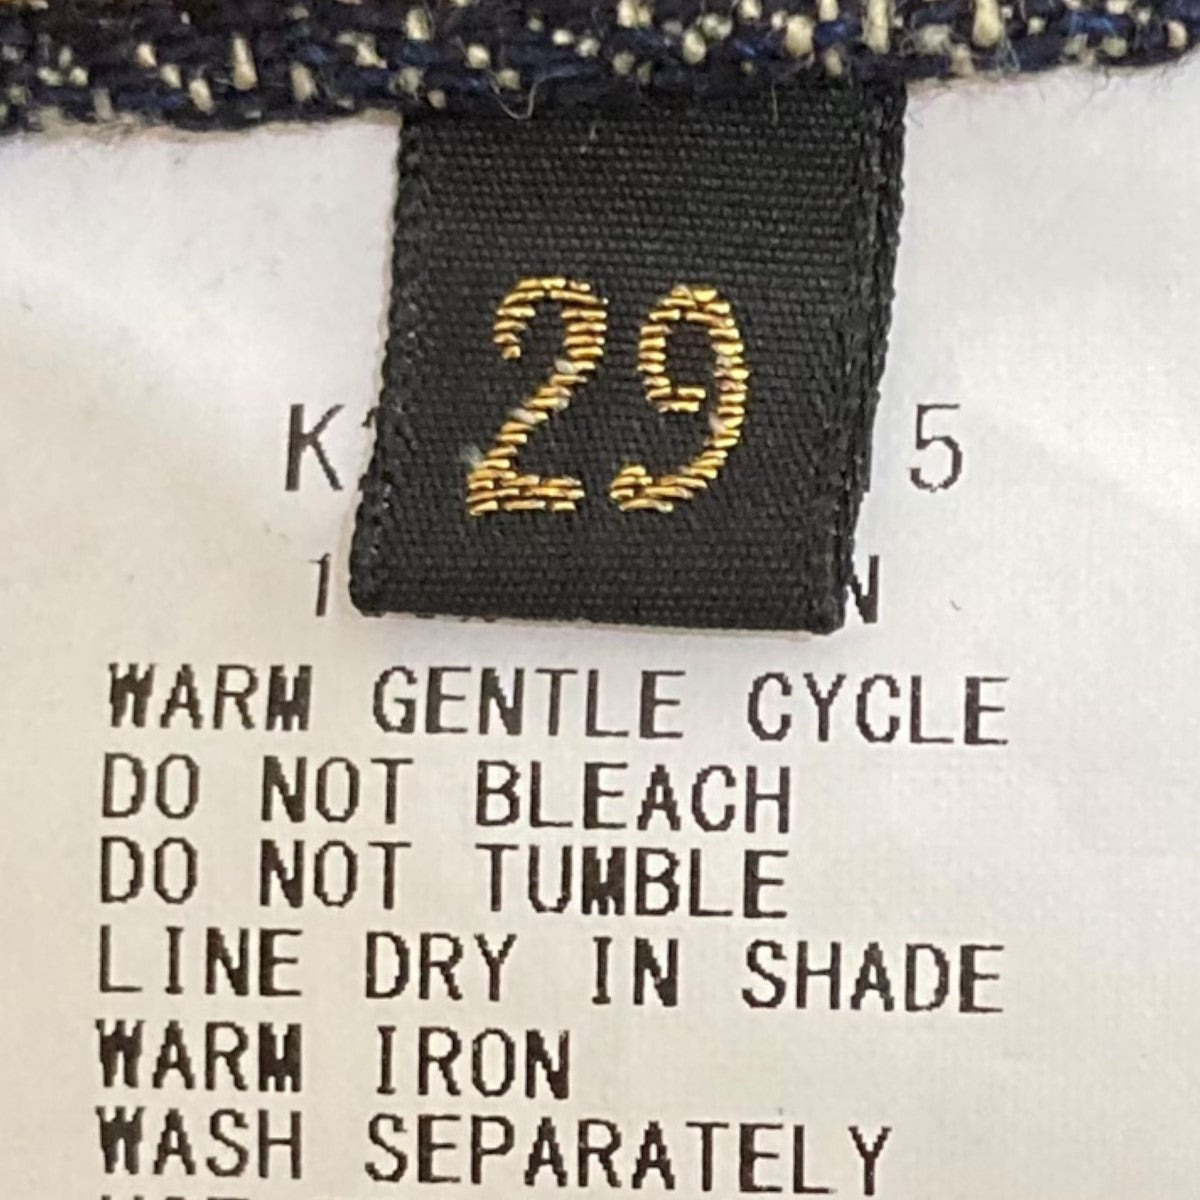 29
5
WARM GENTLE CYCLE
DO NOT BLEACH
DO NOT TUMBLE
LINE DRY IN SHADE
WARM IRON
WASH SEPARATELY